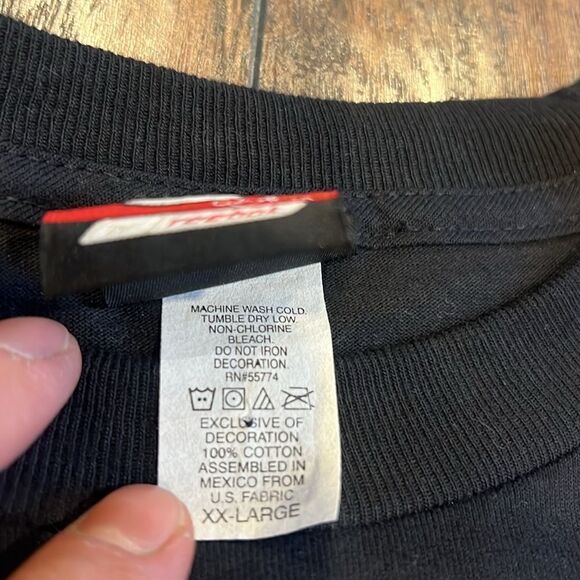 MACHINE WASH COLD.
TUMBLE DRY LOW.
NON-CHLORINE
BLEACH.
DO NOT IRON
DECORATION.
RN#55774
EXCLUSIVE OF
DECORATION
100% COTTON
ASSEMBLED IN
MEXICO FROM
U.S. FABRIC
XX-LARGE